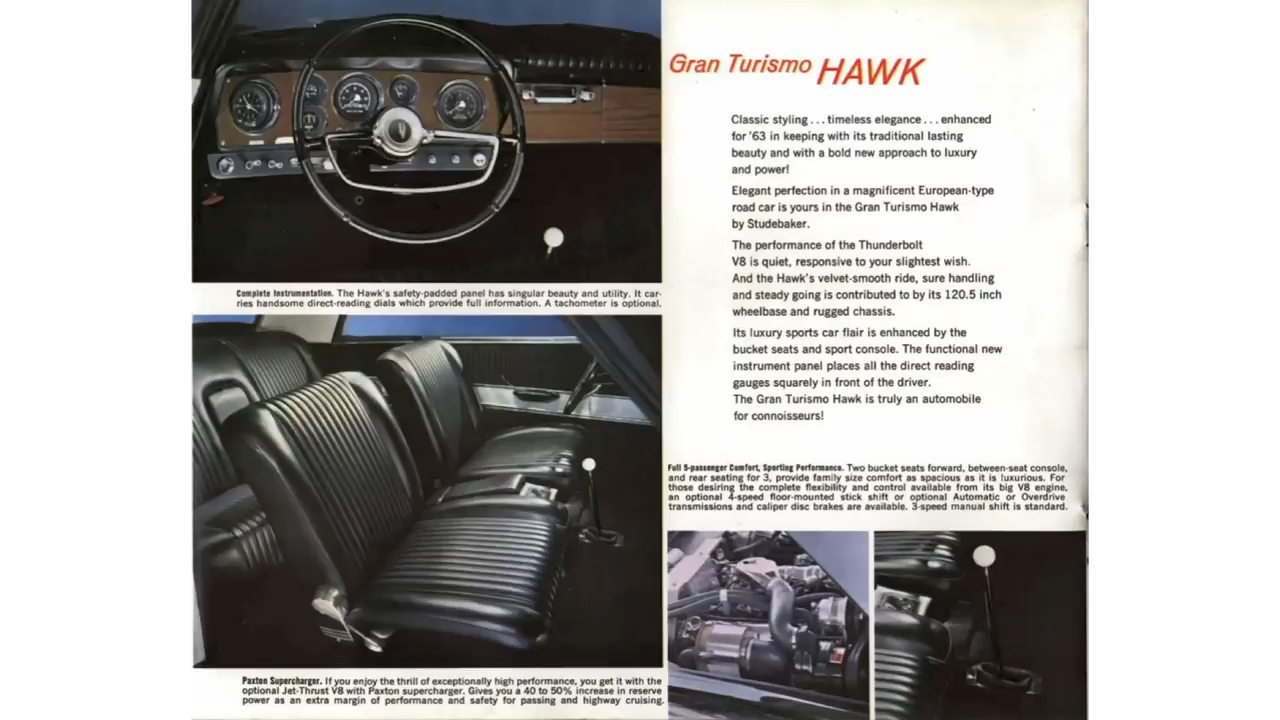 Gran Turismo HAWK
Classic styling . . . timeless elegance . . . enhanced
for '63 in keeping with its traditional lasting
beauty and with a bold new approach to luxury
and power!
Elegant perfection in a magnificent European-type
road car is yours in the Gran Turismo Hawk
by Studebaker.
The performance of the Thunderbolt
V8 is quiet, responsive to your slightest wish.
And the Hawk's velvet-smooth ride, sure handling
and steady going is contributed to by its 120.5 inch
wheelbase and rugged chassis.
Its luxury sports car flair is enhanced by the
bucket seats and sport console. The functional new
instrument panel places all the direct reading
gauges squarely in front of the driver.
The Gran Turismo Hawk is truly an automobile
for connoisseurs!
Complete Instrumentation. The Hawk's safety-padded panel has singular beauty and utility. It car-
ries handsome direct-reading dials which provide full information. A tachometer is optional.
Full 5-passenger Comfort, Sporting Performance. Two bucket seats forward, between-seat console,
and rear seating for 3, provide family size comfort as spacious as it is luxurious. For
those desiring the complete flexibility and control available from its big V8 engine,
an optional 4-speed floor-mounted stick shift or optional Automatic or Overdrive
transmissions and caliper disc brakes are available. 3-speed manual shift is standard.
Paxton Supercharger. If you enjoy the thrill of exceptionally high performance, you get it with the
optional Jet-Thrust V8 with Paxton supercharger. Gives you a 40 to 50% increase in reserve
power as an extra margin of performance and safety for passing and highway cruising.